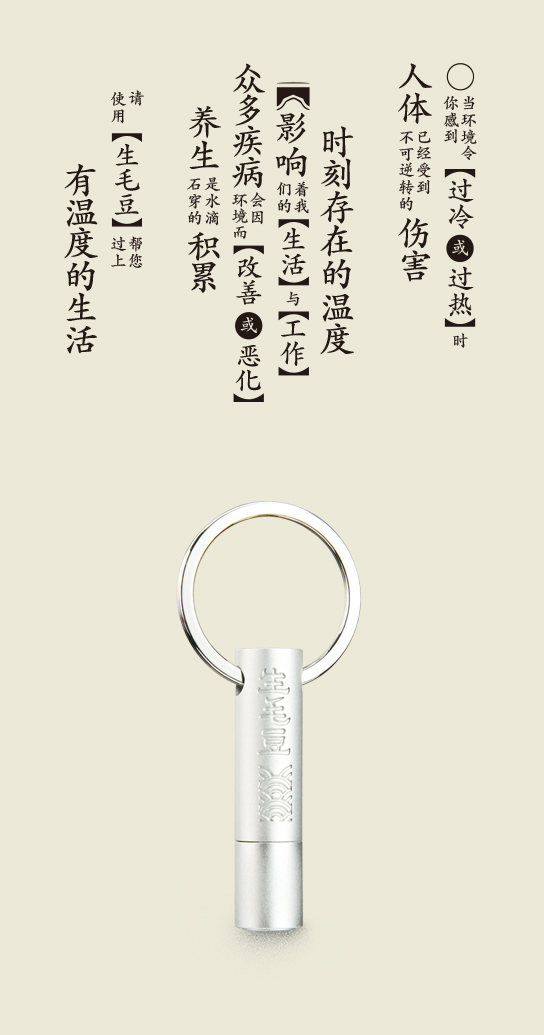 ○当环境令你感到【过冷或过热】时
人体已经受到不可逆转的伤害
时刻存在的温度
【影响着我们的【生活】与【工作】
众多疾病会因环境而【改善或恶化】
养生是水滴石穿的积累
请使用【生毛豆】帮您过上
有温度的生活
生毛豆